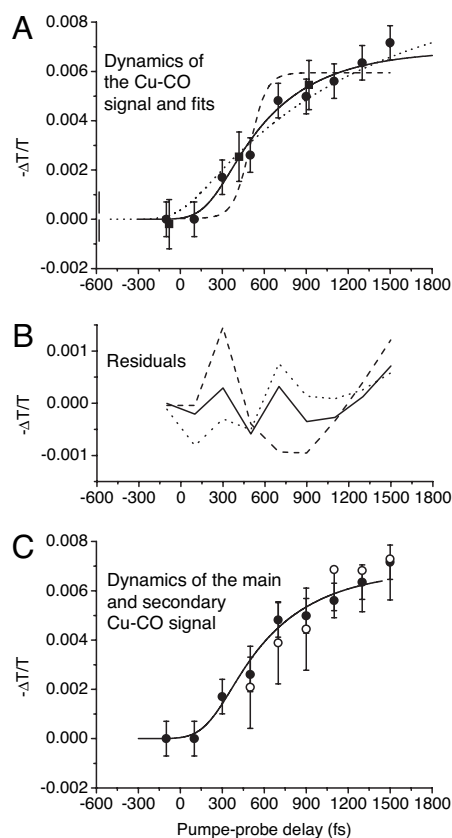 A
0.008
Dynamics of
the Cu-CO
signal and fits
0.006
0.004
0.002
0.000
-0.002
-ΔT/T
-600 -300 0 300 600 900 1200 1500 1800
B
0.001
Residuals
0.000
-0.001
-ΔT/T
-600 -300 0 300 600 900 1200 1500 1800
C
0.008
Dynamics of the main
and secondary
Cu-CO signal
0.006
0.004
0.002
0.000
-0.002
-ΔT/T
-600 -300 0 300 600 900 1200 1500 1800
Pumpe-probe delay (fs)